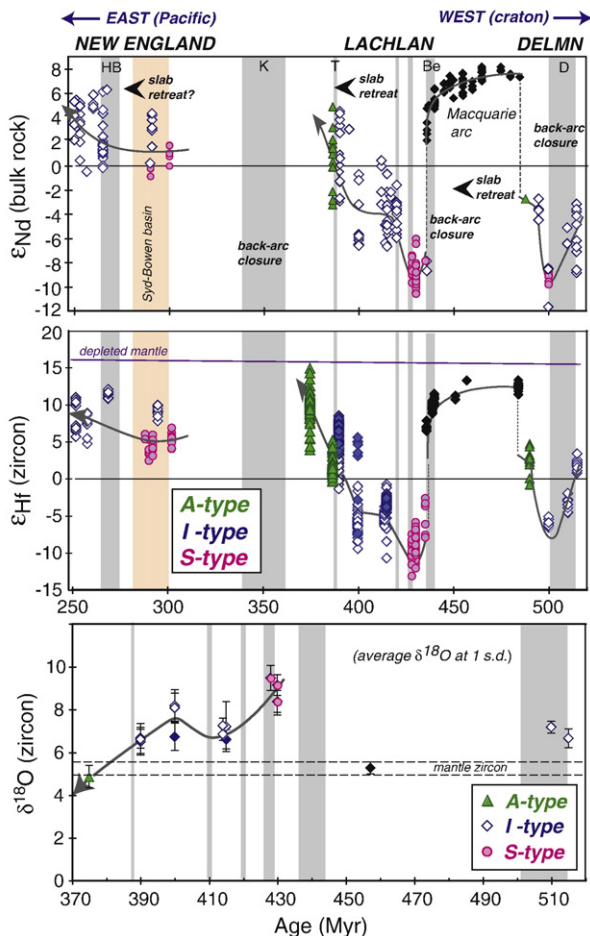 EAST (Pacific) WEST (craton)
NEW ENGLAND LACHLAN DELMN
HB K T Be D
8
6
4
2
0
-2
-4
-6
-8
-10
-12
εNd (bulk rock)
slab
retreat?
slab
retreat
Macquarie
arc
back-arc
closure
slab
retreat
back-arc
closure
back-arc
closure
Syd-Bowen basin
20
15
10
5
0
-5
-10
-15
εHf (zircon)
depleted mantle
A-type
I -type
S-type
250 300 350 400 450 500
12
10
8
6
4
2
0
δ18O (zircon)
(average δ18O at 1 s.d.)
mantle zircon
A-type
I -type
S-type
370 390 410 430 450 470 490 510
Age (Myr)